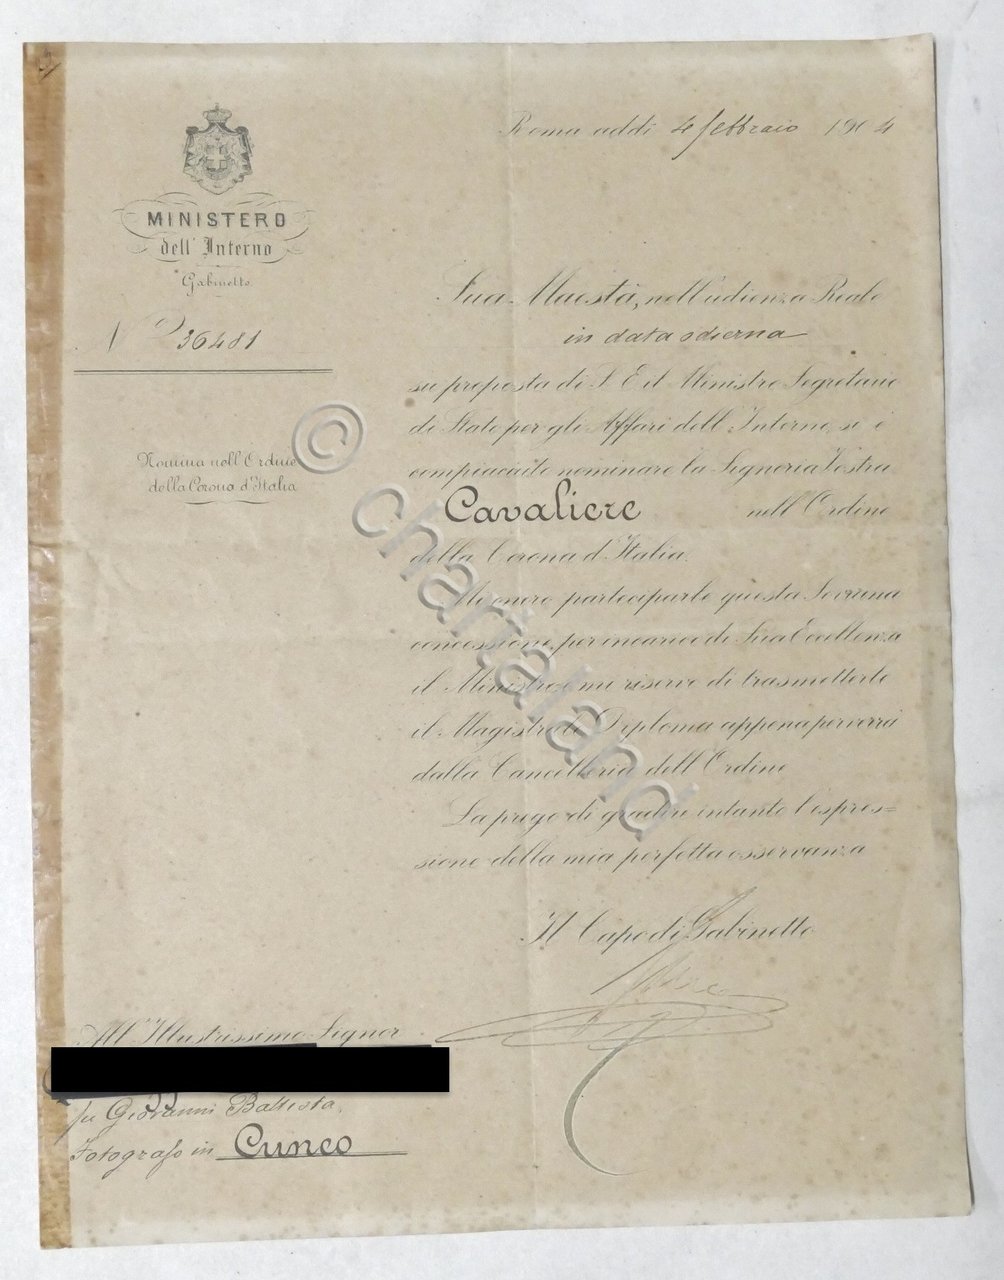 Roma addì 4 febbraio 1904
MINISTERO
dell'Interno
Gabinetto
N° 36481
Nomina nell'Ordine
della Corona d'Italia
Sua Maestà, nell'udienza Reale
in data odierna
su proposta di S. E. il Ministro Segretario
di Stato per gli Affari dell'Interno, si è
compiaciuto nominare la Signoria Vostra
Cavaliere nell'Ordine
della Corona d'Italia.
Mi onoro partecipar le questa Sovrana
concessione, per incarico di Sua Eccellenza
il Ministro, e mi riservo di trasmetterle
il Magistrale Diploma appena perverrà
dalla Cancelleria dell'Ordine
La prego di gradire intanto l'espres=
sione della mia perfetta osservanza
Il Capo di Gabinetto
All'Illustrissimo Signor
fu Giovanni Battista,
Fotografo in Cuneo
© chartaland